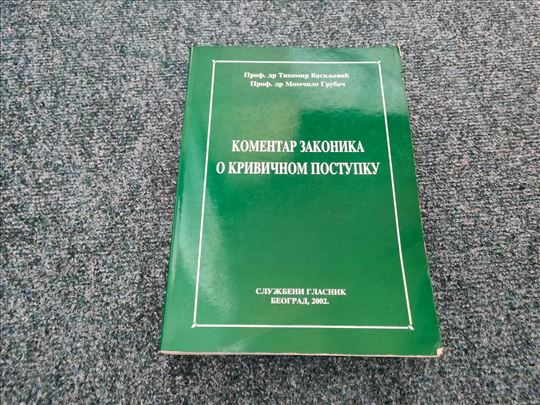 Проф. др Тихомир Васиљевић
Проф. др Момчило Грубач
КОМЕНТАР ЗАКОНИКА
О КРИВИЧНОМ ПОСТУПКУ
СЛУЖБЕНИ ГЛАСНИК
БЕОГРАД, 2002.